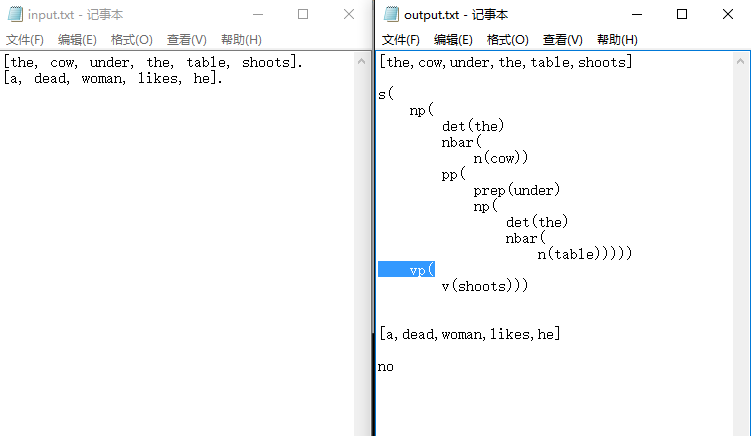 input.txt - 记事本
文件(F) 编辑(E) 格式(O) 查看(V) 帮助(H)
[the, cow, under, the, table, shoots].
[a, dead, woman, likes, he].
output.txt - 记事本
文件(F) 编辑(E) 格式(O) 查看(V) 帮助(H)
[the,cow,under,the,table,shoots]
s(
np(
det(the)
nbar(
n(cow))
pp(
prep(under)
np(
det(the)
nbar(
n(table)))))
vp(
v(shoots)))
[a,dead,woman,likes,he]
no